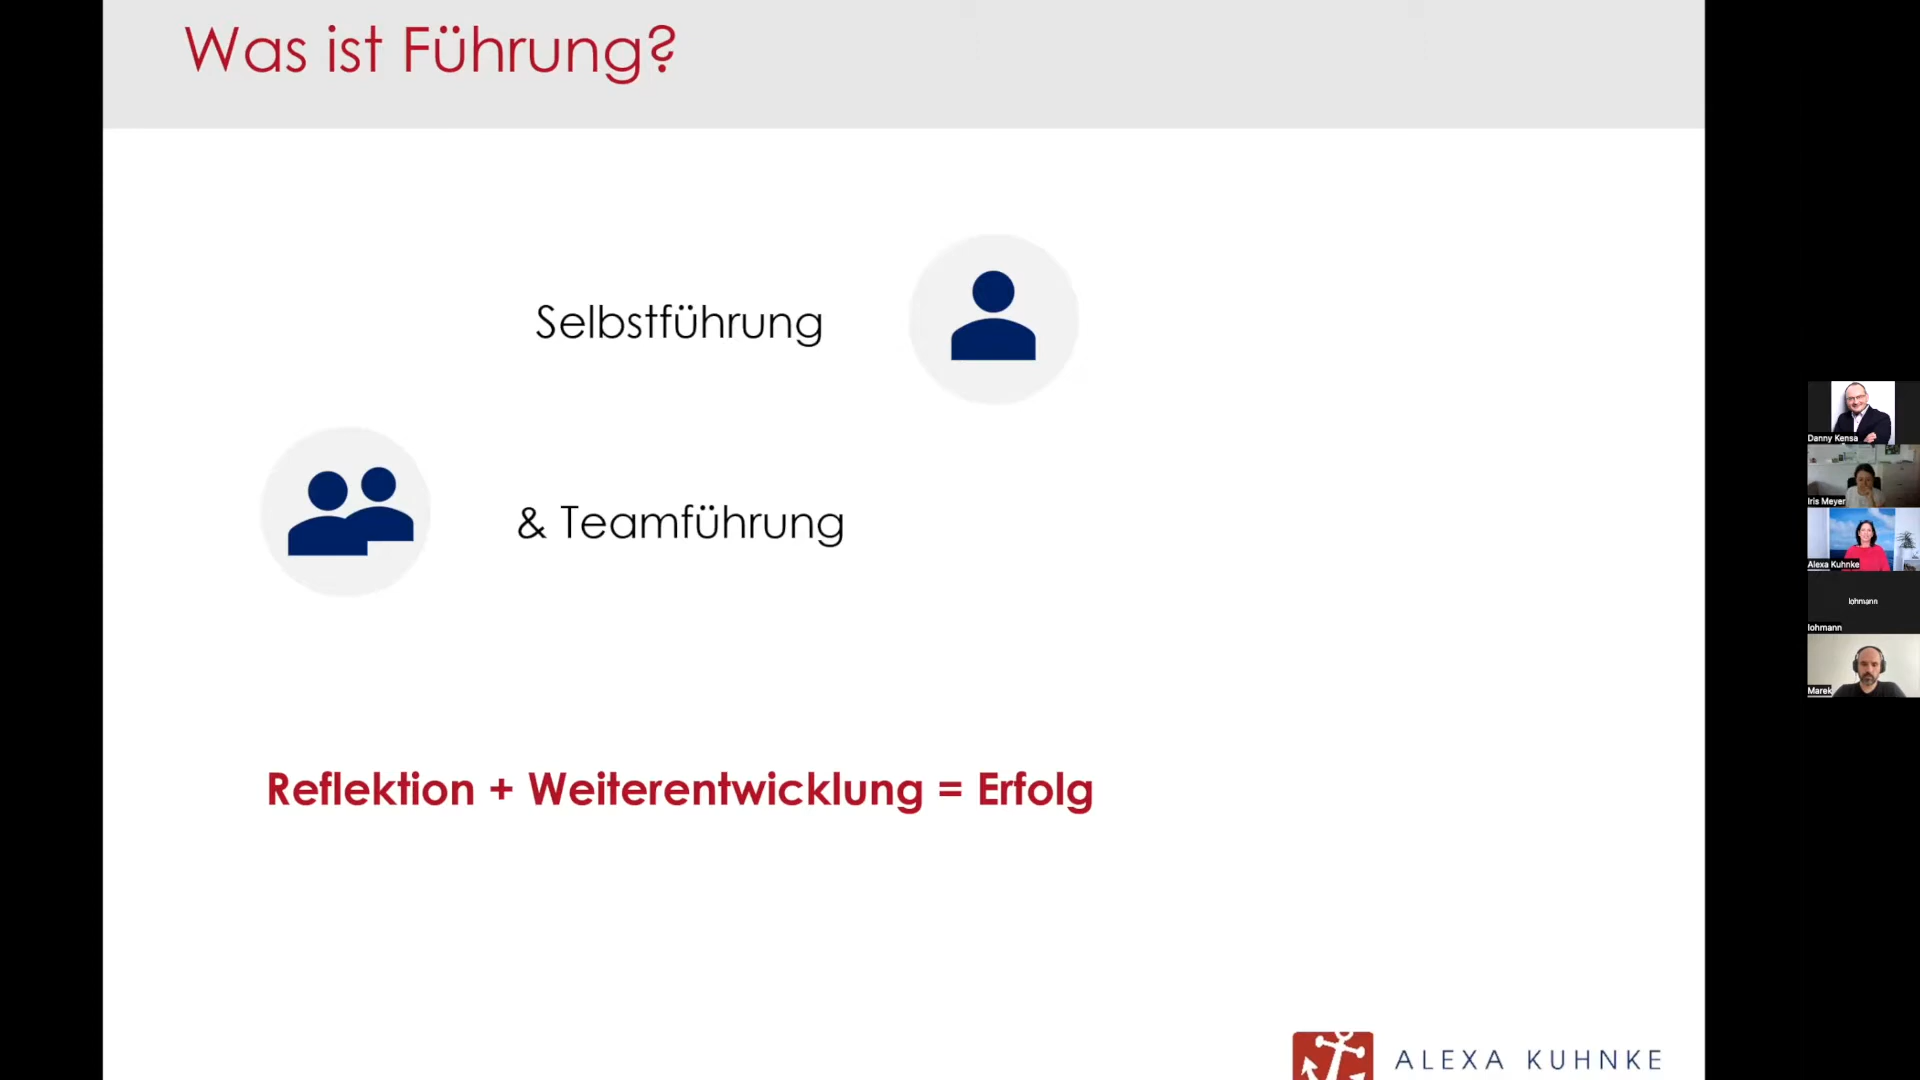 Was ist Führung?
Selbstführung
& Teamführung
Reflektion + Weiterentwicklung = Erfolg
ALEXA KUHNKE
Danny Kensa
Iris Meyer
Alexa Kuhnke
lohmann
lohmann
Marek